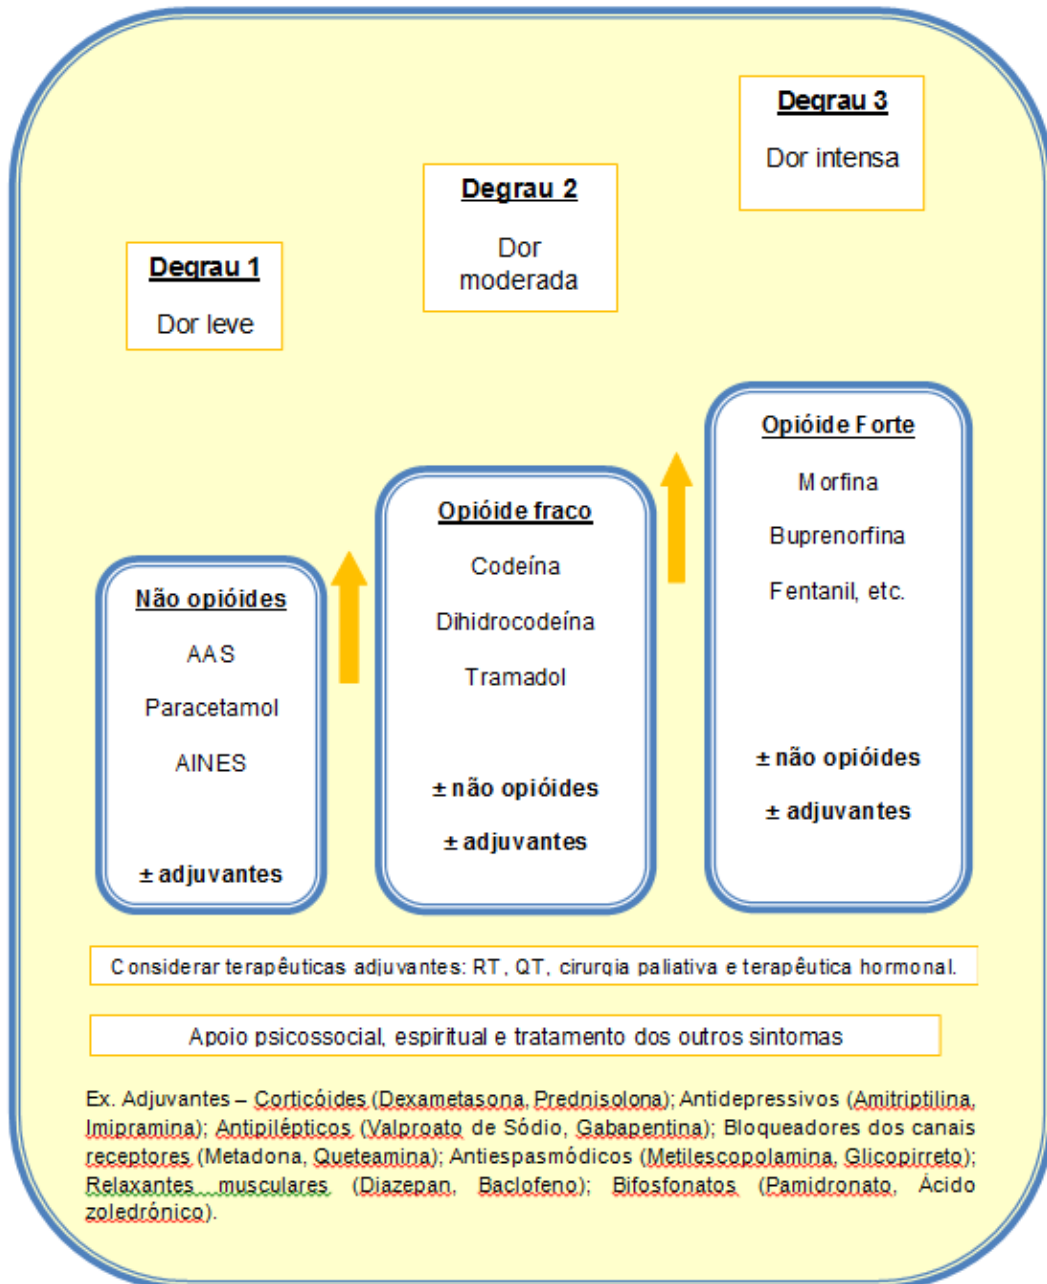 Degrau 3
Dor intensa
Degrau 2
Dor
moderada
Degrau 1
Dor leve
Opióide Forte
Morfina
Buprenorfina
Fentanil, etc.
± não opióides
± adjuvantes
Opióide fraco
Codeína
Dihidrocodeína
Tramadol
± não opióides
± adjuvantes
Não opióides
AAS
Paracetamol
AINES
± adjuvantes
Considerar terapêuticas adjuvantes: RT, QT, cirurgia paliativa e terapêutica hormonal.
Apoio psicossocial, espiritual e tratamento dos outros sintomas
Ex. Adjuvantes – Corticóides (Dexametasona, Prednisolona); Antidepressivos (Amitriptilina,
Imipramina); Antipilépticos (Valproato de Sódio, Gabapentina); Bloqueadores dos canais
receptores (Metadona, Queteamina); Antiespasmódicos (Metilescopolamina, Glicopirreto);
Relaxantes musculares (Diazepan, Baclofeno); Bifosfonatos (Pamidronato, Ácido
zoledrónico).